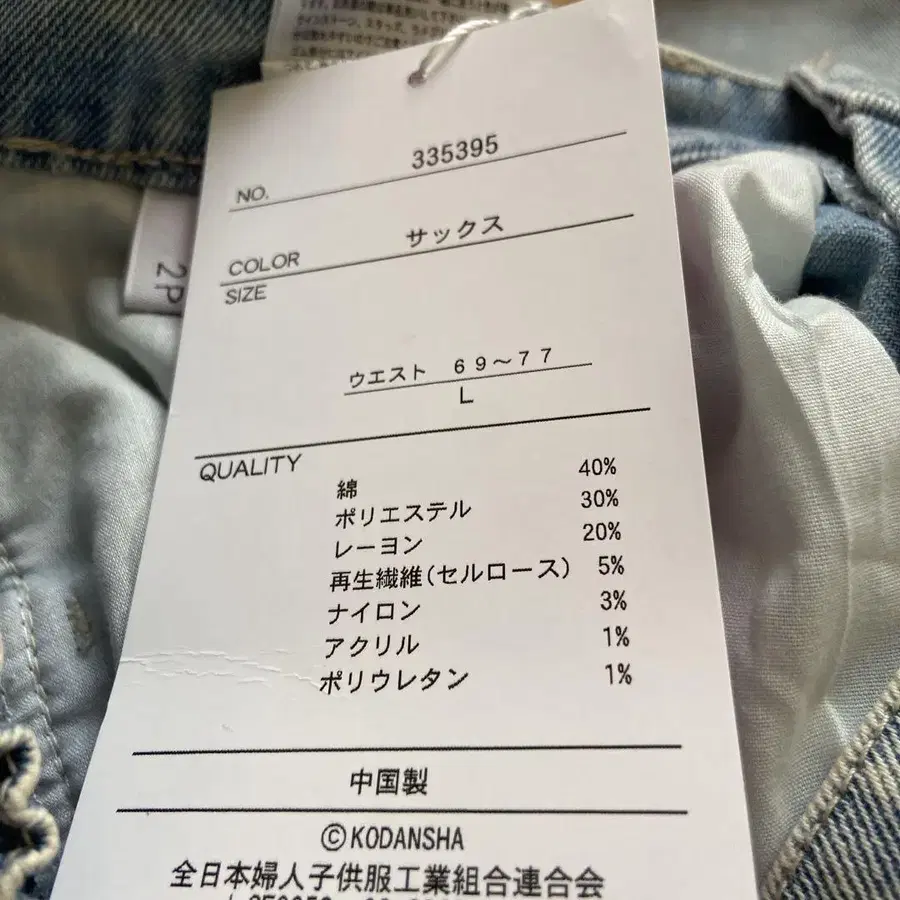 NO. 335395
COLOR サックス
SIZE
ウエスト 69～77
L
QUALITY
綿 40%
ポリエステル 30%
レーヨン 20%
再生繊維(セルロース) 5%
ナイロン 3%
アクリル 1%
ポリウレタン 1%
中国製
©KODANSHA
全日本婦人子供服工業組合連合会
2P